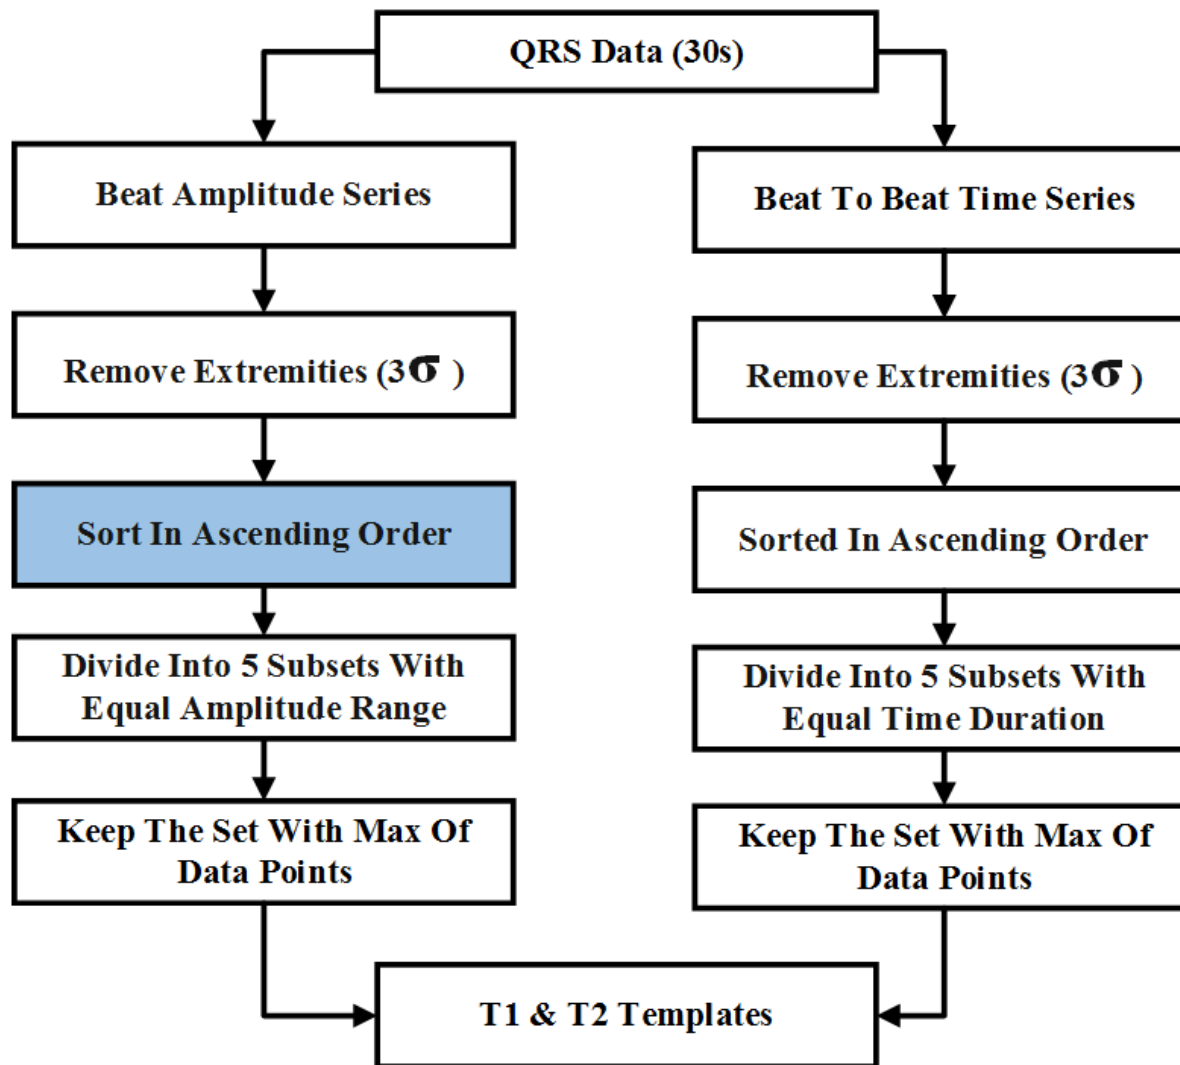 QRS Data (30s)
Beat Amplitude Series
Remove Extremities (3σ )
Sort In Ascending Order
Divide Into 5 Subsets With
Equal Amplitude Range
Keep The Set With Max Of
Data Points
Beat To Beat Time Series
Remove Extremities (3σ )
Sorted In Ascending Order
Divide Into 5 Subsets With
Equal Time Duration
Keep The Set With Max Of
Data Points
T1 & T2 Templates